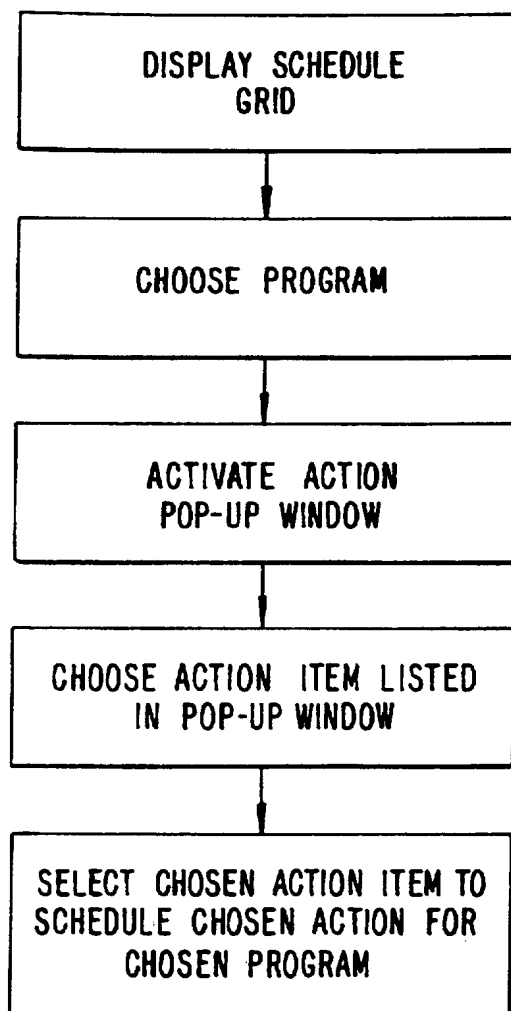 DISPLAY SCHEDULE
GRID
CHOOSE PROGRAM
ACTIVATE ACTION
POP-UP WINDOW
CHOOSE ACTION ITEM LISTED
IN POP-UP WINDOW
SELECT CHOSEN ACTION ITEM TO
SCHEDULE CHOSEN ACTION FOR
CHOSEN PROGRAM